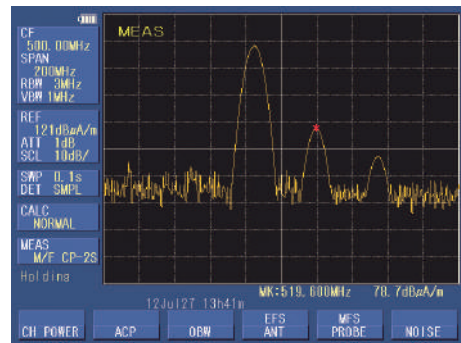 MEAS
CF
500. 00MHz
SPAN
200MHz
RBW 3MHz
VBW 1MHz
REF
121dBμA/m
ATT 1dB
SCL 10dB/
SWP 0. 1s
DET SMPL
CALC
NORMAL
MEAS
M/F CP-2S
Holding
MK:519. 600MHz 78. 7dBμA/m
12Jul27 13h41m
CH POWER
ACP
OBW
EFS
ANT
MFS
PROBE
NOISE